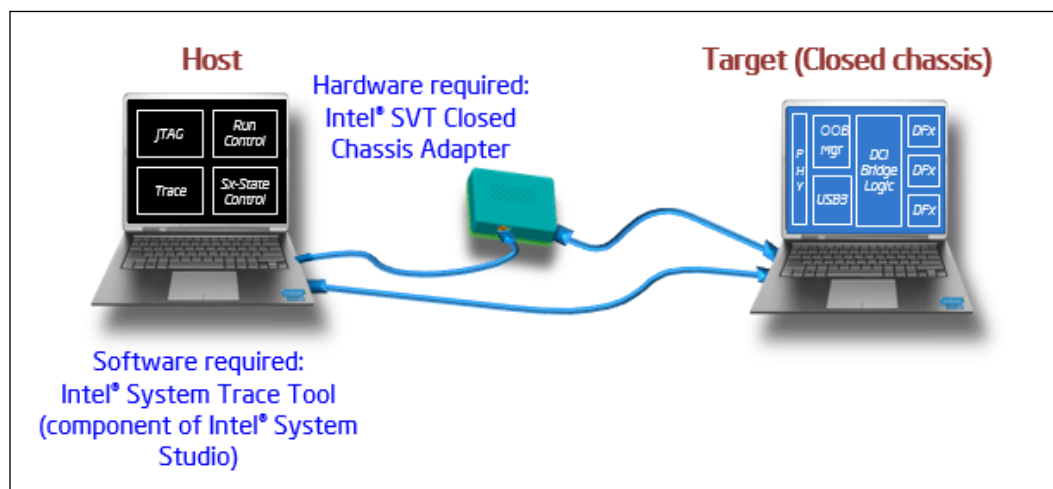 Host
Target (Closed chassis)
Hardware required:
Intel® SVT Closed
Chassis Adapter
JTAG
Run
Control
Trace
Sx-State
Control
P
H
Y
OOB
Mgr
USB3
DCI
Bridge
Logic
DFx
DFx
DFx
Software required:
Intel® System Trace Tool
(component of Intel® System
Studio)